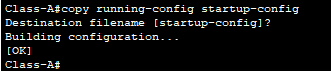 Class-A#copy running-config startup-config
Destination filename [startup-config]?
Building configuration...
[OK]
Class-A#